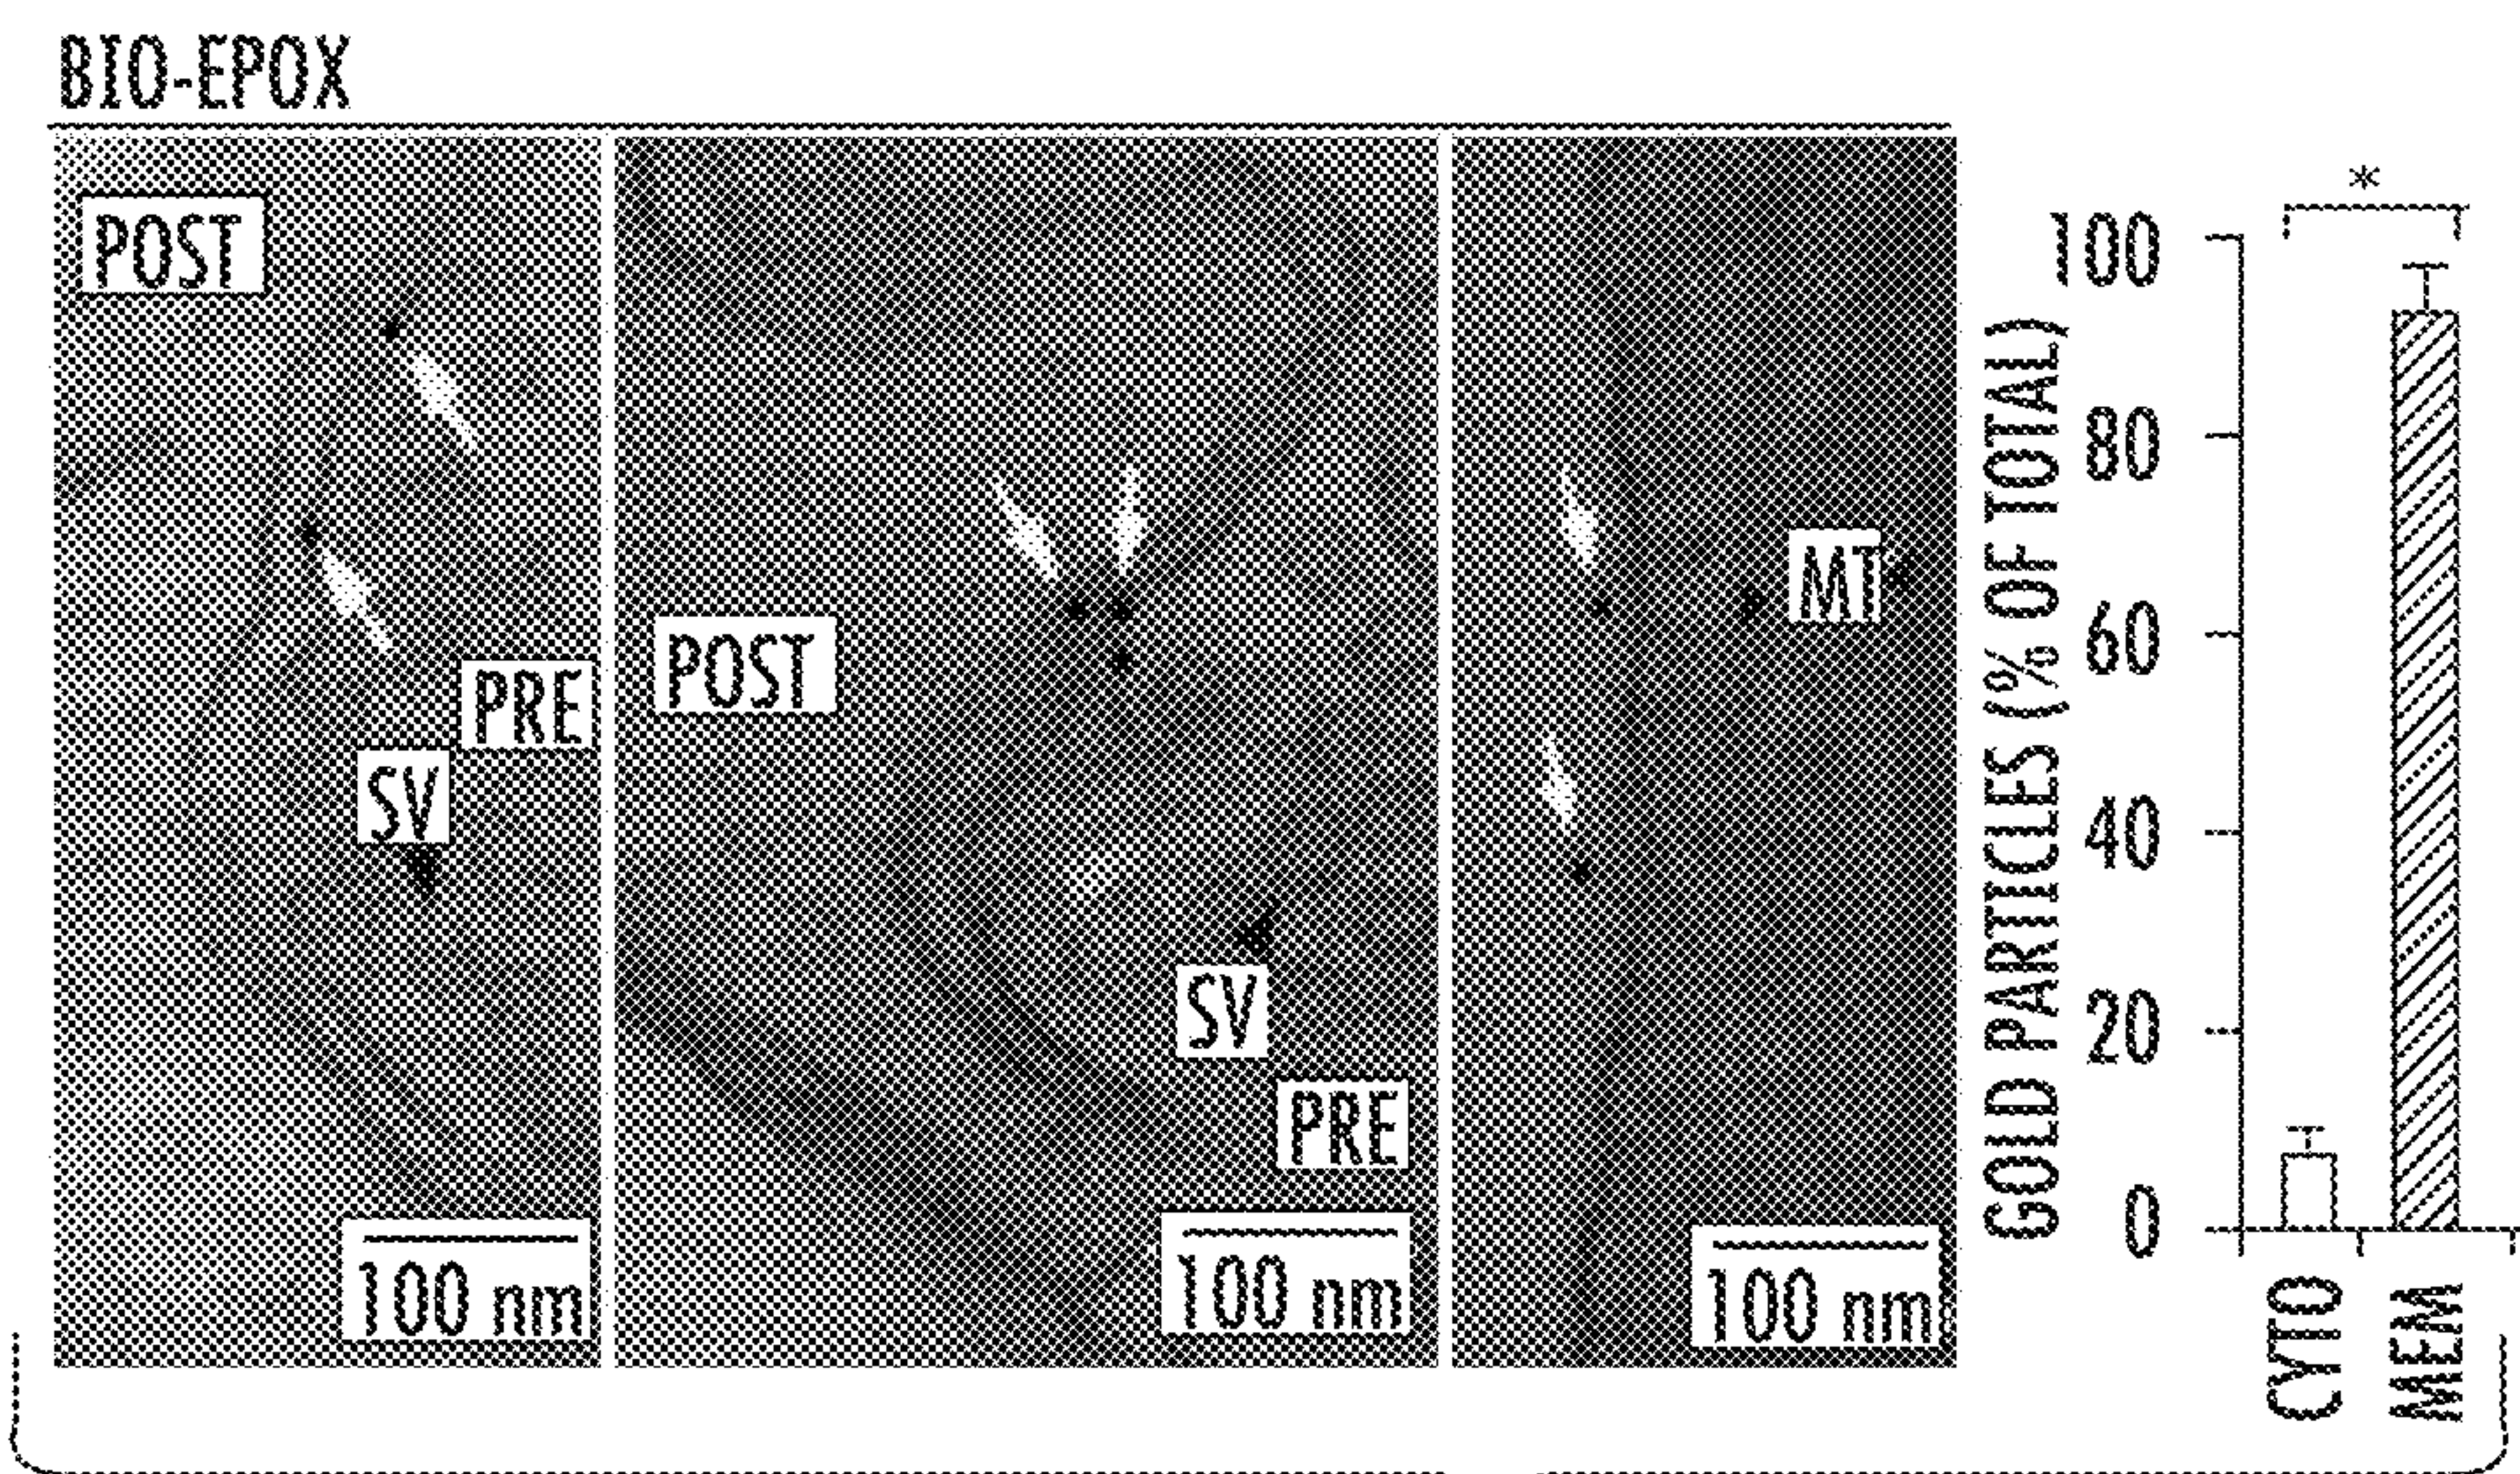 BIO-EPOX
POST
PRE
SV
100 nm
POST
SV
PRE
100 nm
MT
100 nm
GOLD PARTICLES (% OF TOTAL)
100
80
60
40
20
0
*
CYTO
MEM